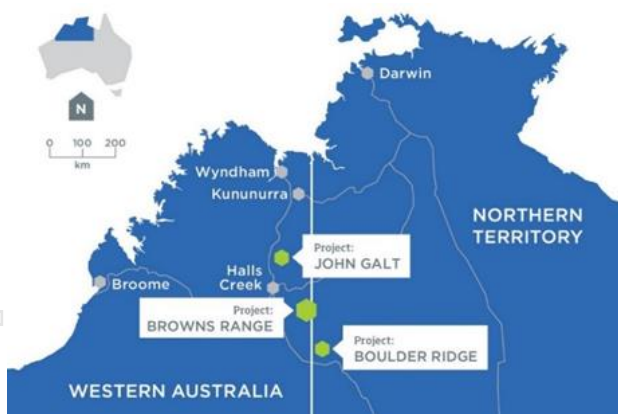 Darwin
N
0 100 200
km
Wyndham
Kununurra
NORTHERN
TERRITORY
Project:
JOHN GALT
Halls
Creek
Broome
Project:
BROWNS RANGE
Project:
BOULDER RIDGE
WESTERN AUSTRALIA